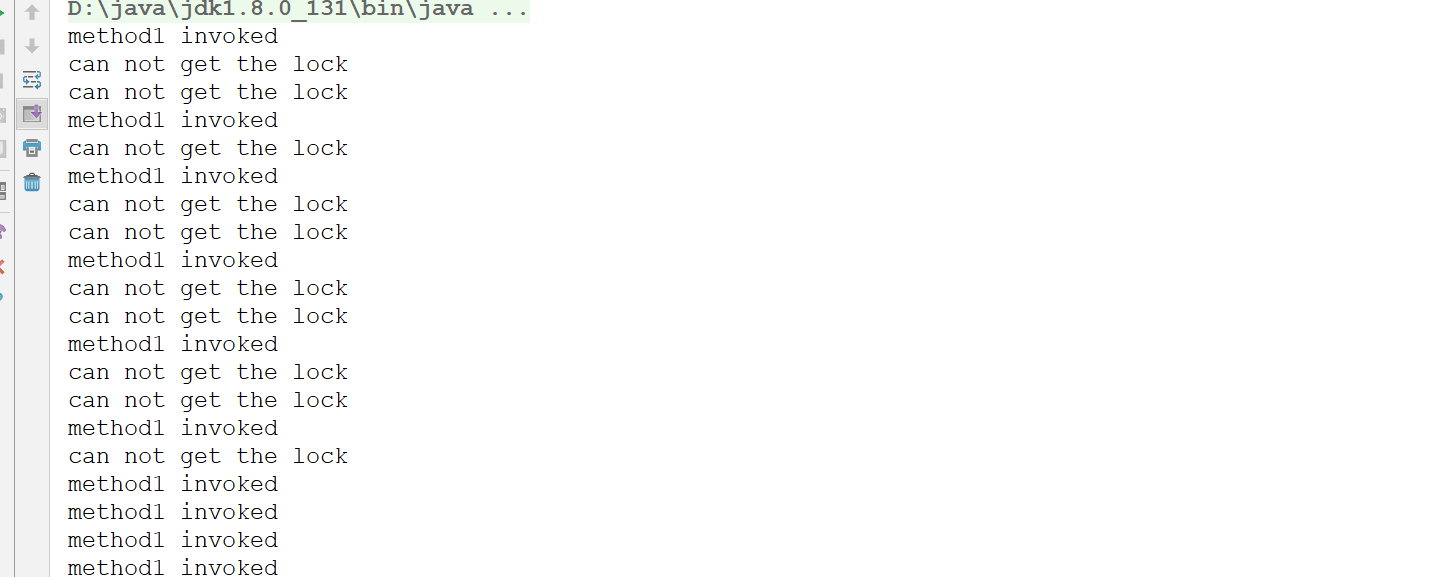 D:\java\jdk1.8.0_131\bin\java ...
method1 invoked
can not get the lock
can not get the lock
method1 invoked
can not get the lock
method1 invoked
can not get the lock
can not get the lock
method1 invoked
can not get the lock
can not get the lock
method1 invoked
can not get the lock
can not get the lock
method1 invoked
can not get the lock
method1 invoked
method1 invoked
method1 invoked
method1 invoked